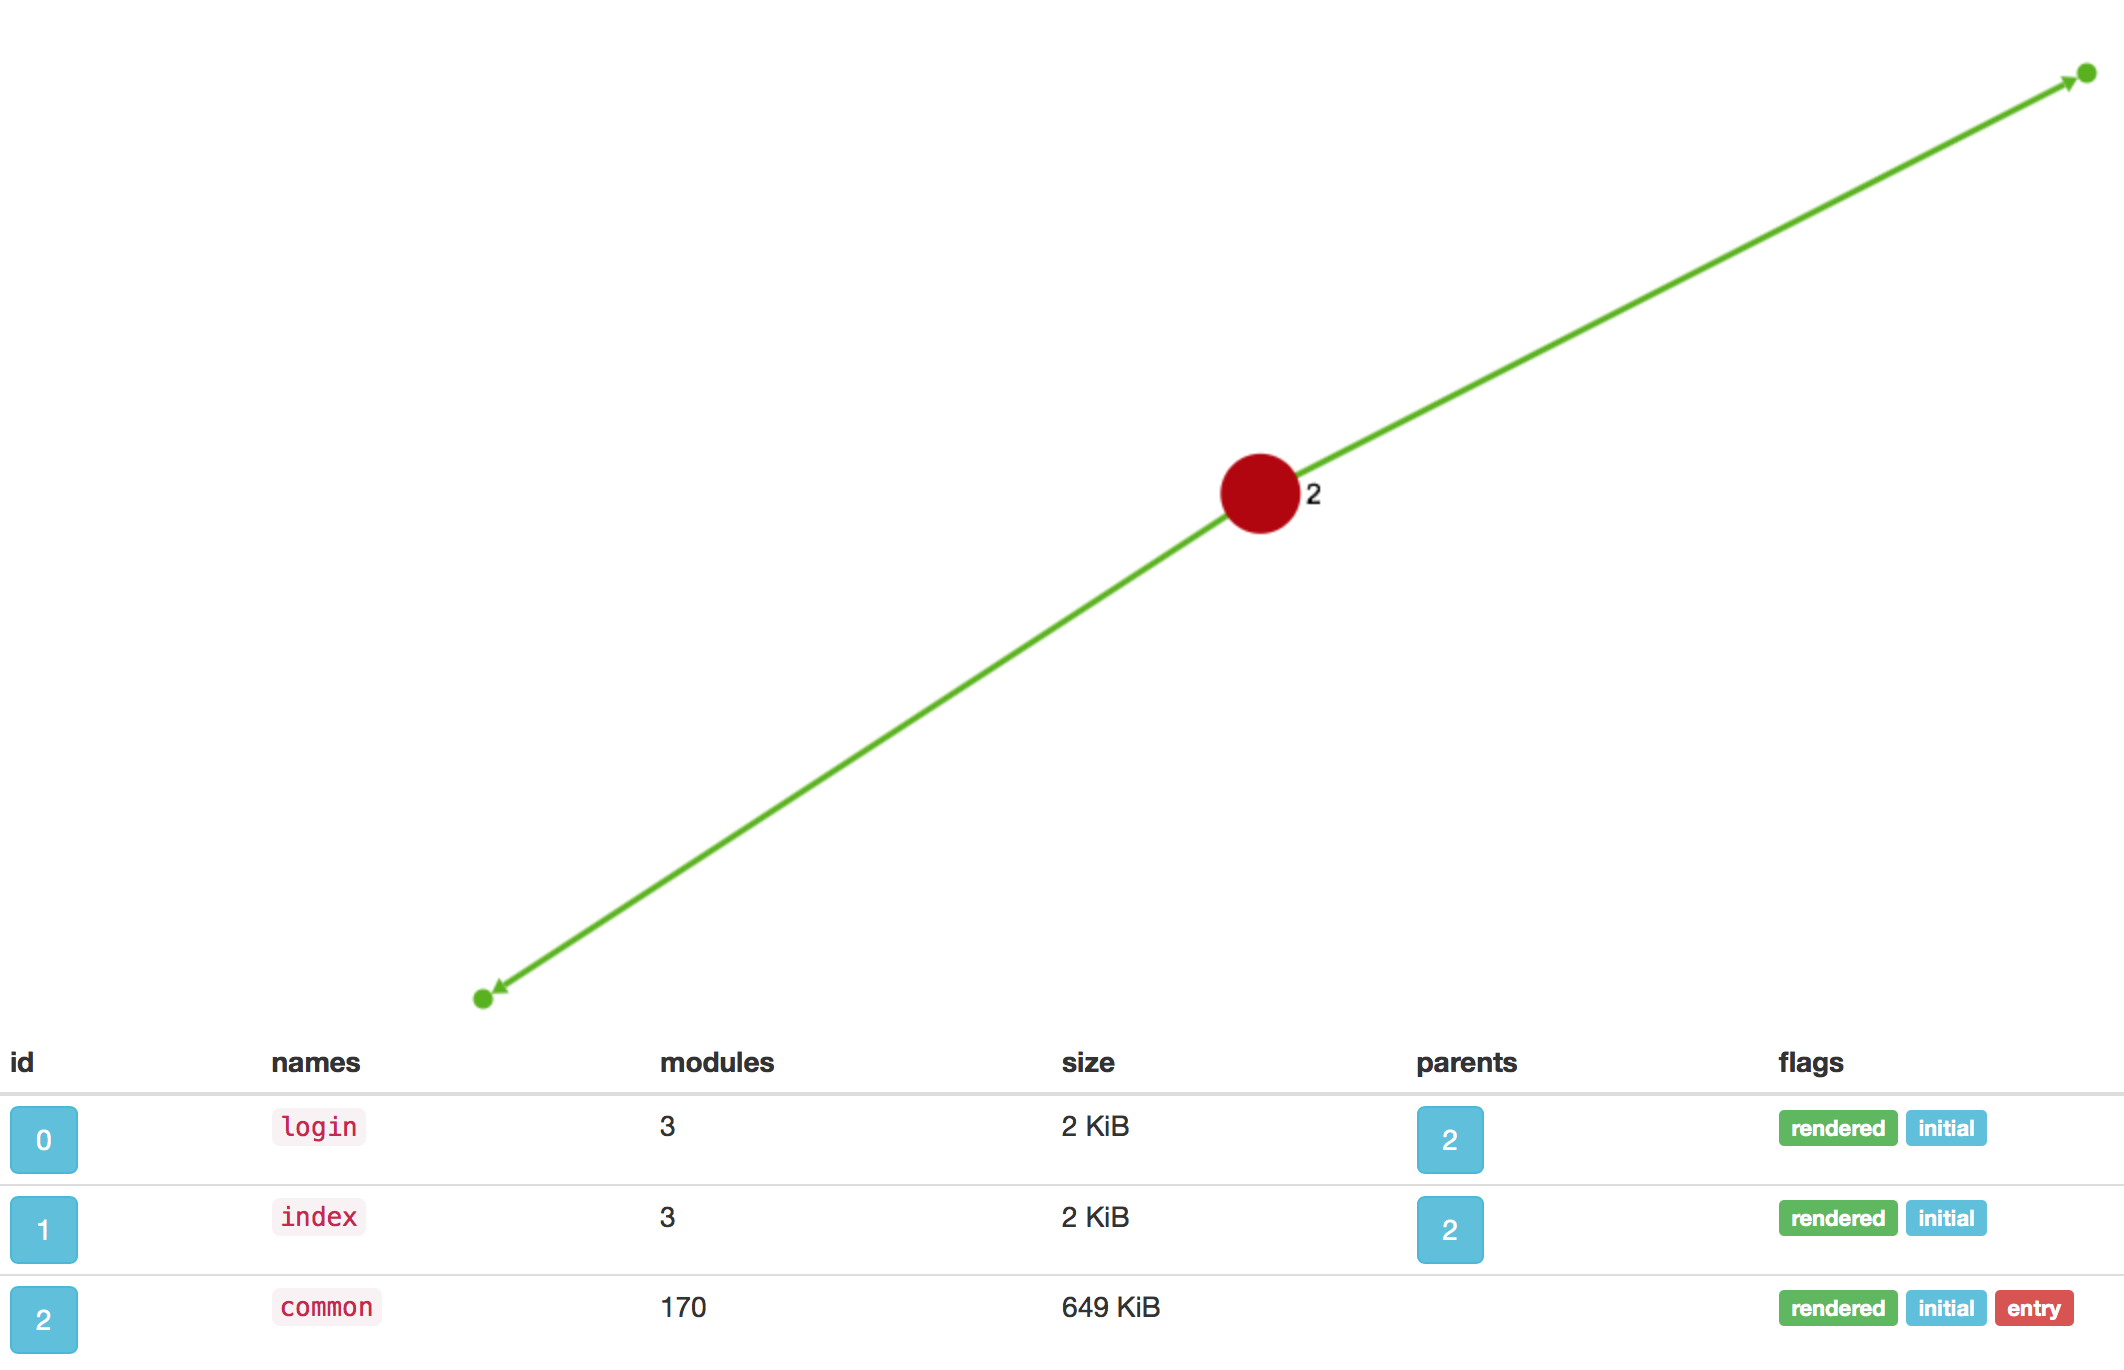 2
id names modules size parents flags
0 login 3 2 KiB 2 rendered initial
1 index 3 2 KiB 2 rendered initial
2 common 170 649 KiB rendered initial entry